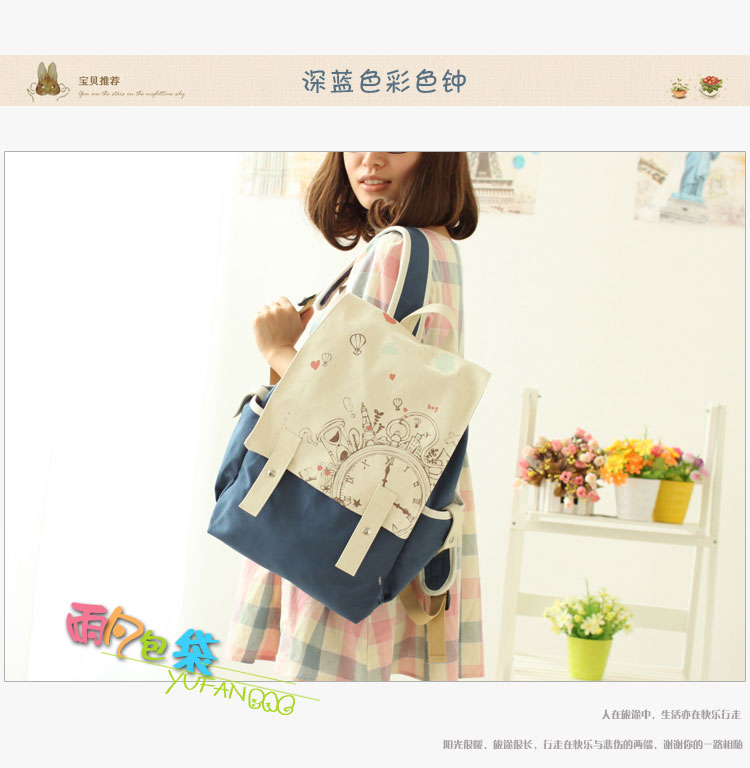 宝贝推荐
You are the stars in the nighttime sky
深蓝色彩色钟
bag
雨凡包袋
YUFANBAG
人在旅途中，生活亦在快乐行走
阳光很暖，旅途很长，行走在快乐与悲伤的两端，谢谢你的一路相随